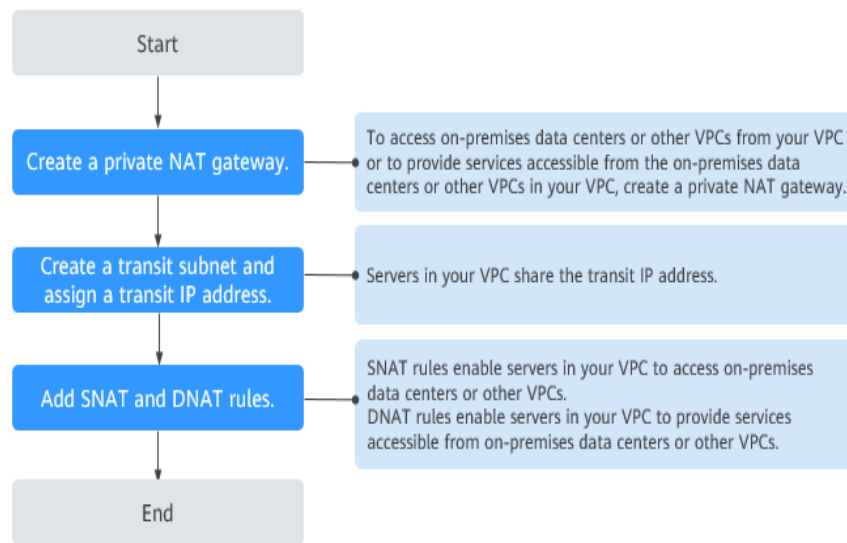 Start
Create a private NAT gateway.
To access on-premises data centers or other VPCs from your VPC
or to provide services accessible from the on-premises data
centers or other VPCs in your VPC, create a private NAT gateway.
Create a transit subnet and
assign a transit IP address.
Servers in your VPC share the transit IP address.
Add SNAT and DNAT rules.
SNAT rules enable servers in your VPC to access on-premises
data centers or other VPCs.
DNAT rules enable servers in your VPC to provide services
accessible from on-premises data centers or other VPCs.
End